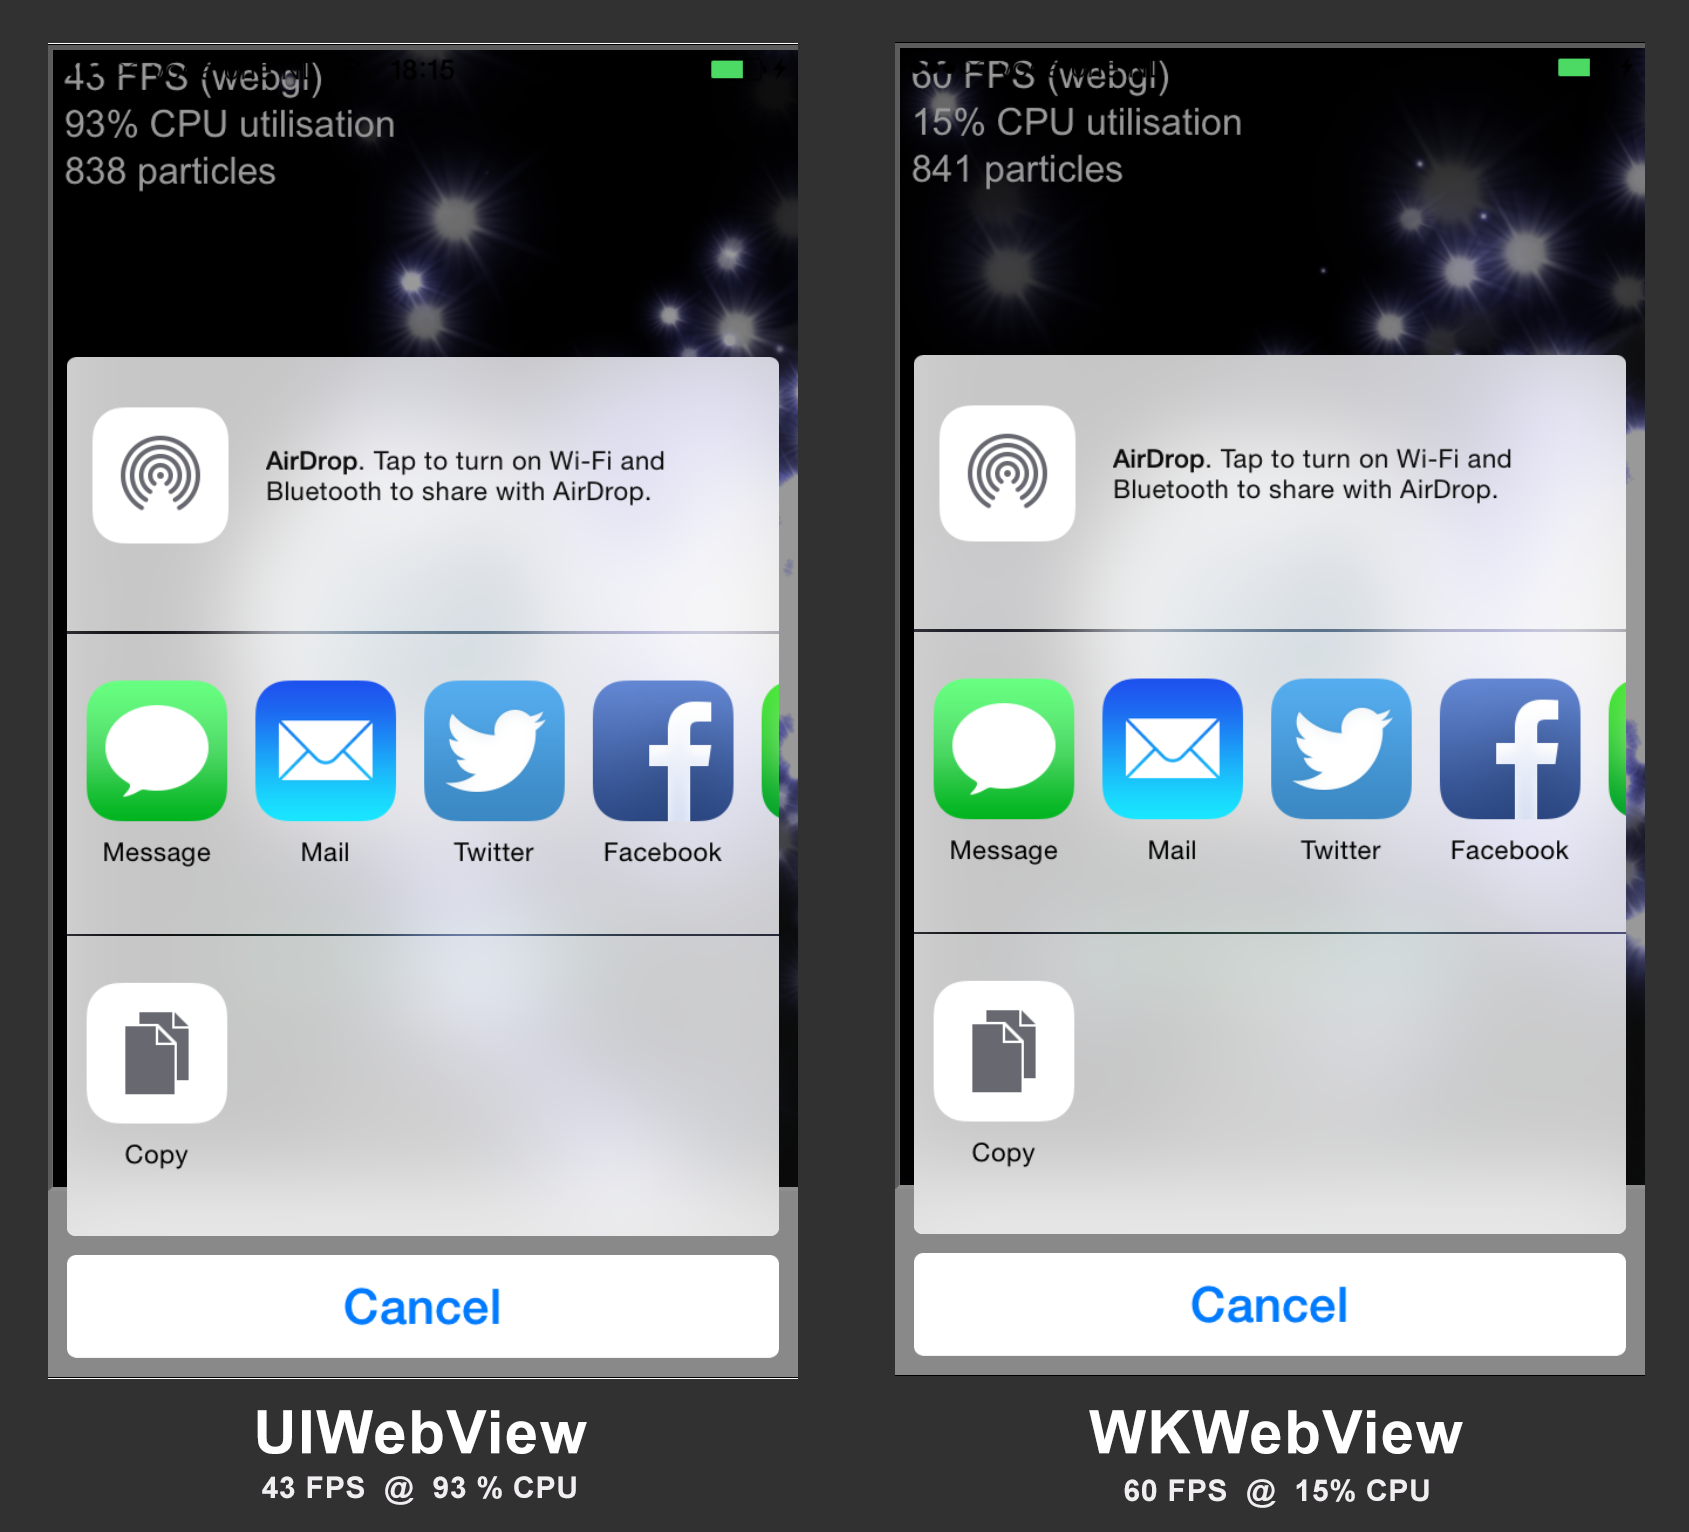 43 FPS (webgl)
18:15
93% CPU utilisation
838 particles
AirDrop. Tap to turn on Wi-Fi and
Bluetooth to share with AirDrop.
Message
Mail
Twitter
Facebook
Copy
Cancel
UIWebView
43 FPS @ 93 % CPU
60 FPS (webgl)
15% CPU utilisation
841 particles
AirDrop. Tap to turn on Wi-Fi and
Bluetooth to share with AirDrop.
Message
Mail
Twitter
Facebook
Copy
Cancel
WKWebView
60 FPS @ 15% CPU